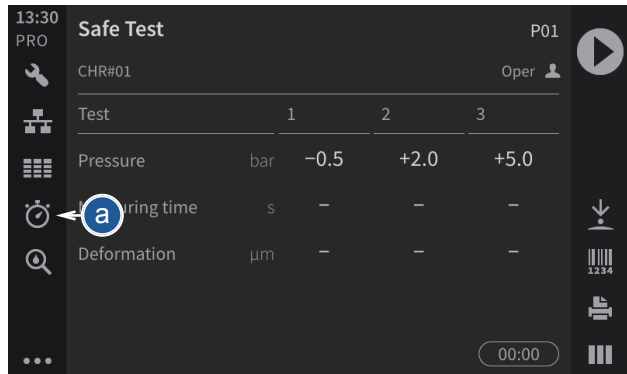 13:30
PRO
Safe Test
P01
CHR#01
Oper
Test 1 2 3
Pressure bar −0.5 +2.0 +5.0
a
uring time s – – –
Deformation µm – – –
1234
00:00